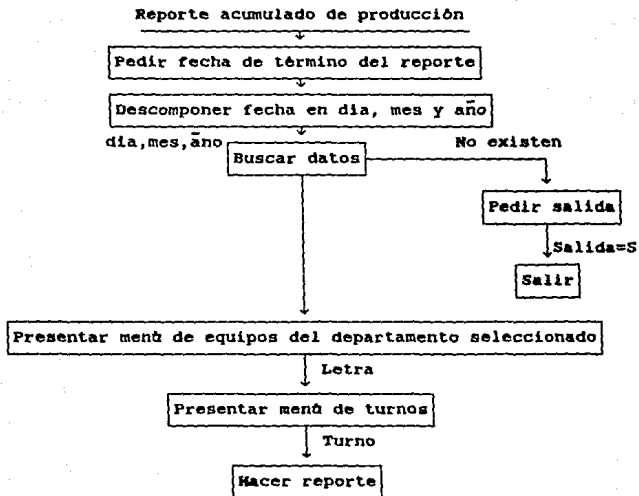 Reporte acumulado de producción
Pedir fecha de término del reporte
Descomponer fecha en dia, mes y año
dia,mes,año
No existen
Buscar datos
Pedir salida
Salida=S
Salir
Presentar menù de equipos del departamento seleccionado
Letra
Presentar menù de turnos
Turno
Hacer reporte